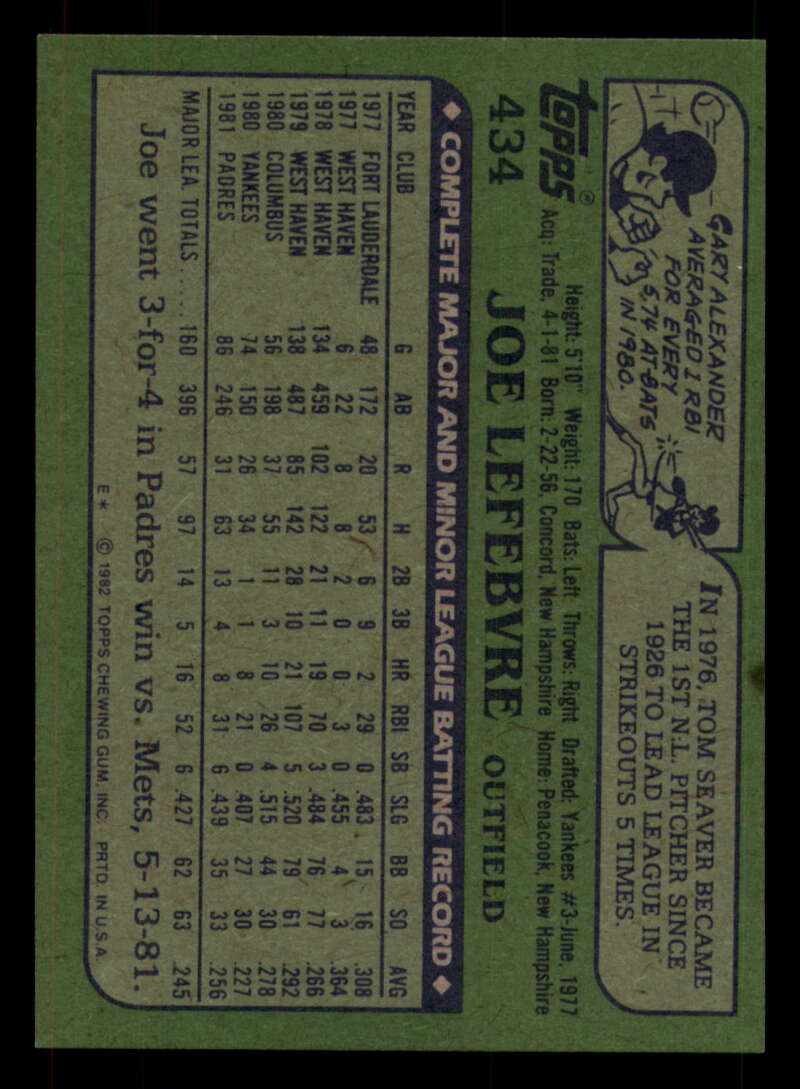 GARY ALEXANDER
AVERAGED 1 RBI
FOR EVERY
5.74 AT-BATS
IN 1980.
IN 1976, TOM SEAVER BECAME
THE 1ST N.L. PITCHER SINCE
1926 TO LEAD LEAGUE IN
STRIKEOUTS 5 TIMES.
topps®
Height: 5'10" Weight: 170 Bats: Left Throws: Right Drafted: Yankees #3-June, 1977
Acq: Trade, 4-1-81 Born: 2-22-56, Concord, New Hampshire Home: Penacook, New Hampshire
434 JOE LEFEBVRE OUTFIELD
◆ COMPLETE MAJOR AND MINOR LEAGUE BATTING RECORD ◆
YEAR CLUB G AB R H 2B 3B HR RBI SB SLG BB SO AVG
1977 FORT LAUDERDALE 48 172 20 53 6 9 2 29 0 .483 15 16 .308
1977 WEST HAVEN 6 22 8 8 2 0 0 3 0 .455 4 3 .364
1978 WEST HAVEN 134 459 102 122 21 11 19 70 3 .484 76 77 .266
1979 WEST HAVEN 138 487 85 142 28 10 21 107 5 .520 79 61 .292
1980 COLUMBUS 56 198 37 55 11 3 10 26 4 .515 44 30 .278
1980 YANKEES 74 150 26 34 1 1 8 21 0 .407 27 30 .227
1981 PADRES 86 246 31 63 13 4 8 31 6 .439 35 33 .256
MAJOR LEA. TOTALS . . . . 160 396 57 97 14 5 16 52 6 .427 62 63 .245
Joe went 3-for-4 in Padres win vs. Mets, 5-13-81.
E* © 1982 TOPPS CHEWING GUM, INC. PRTD. IN U.S.A.